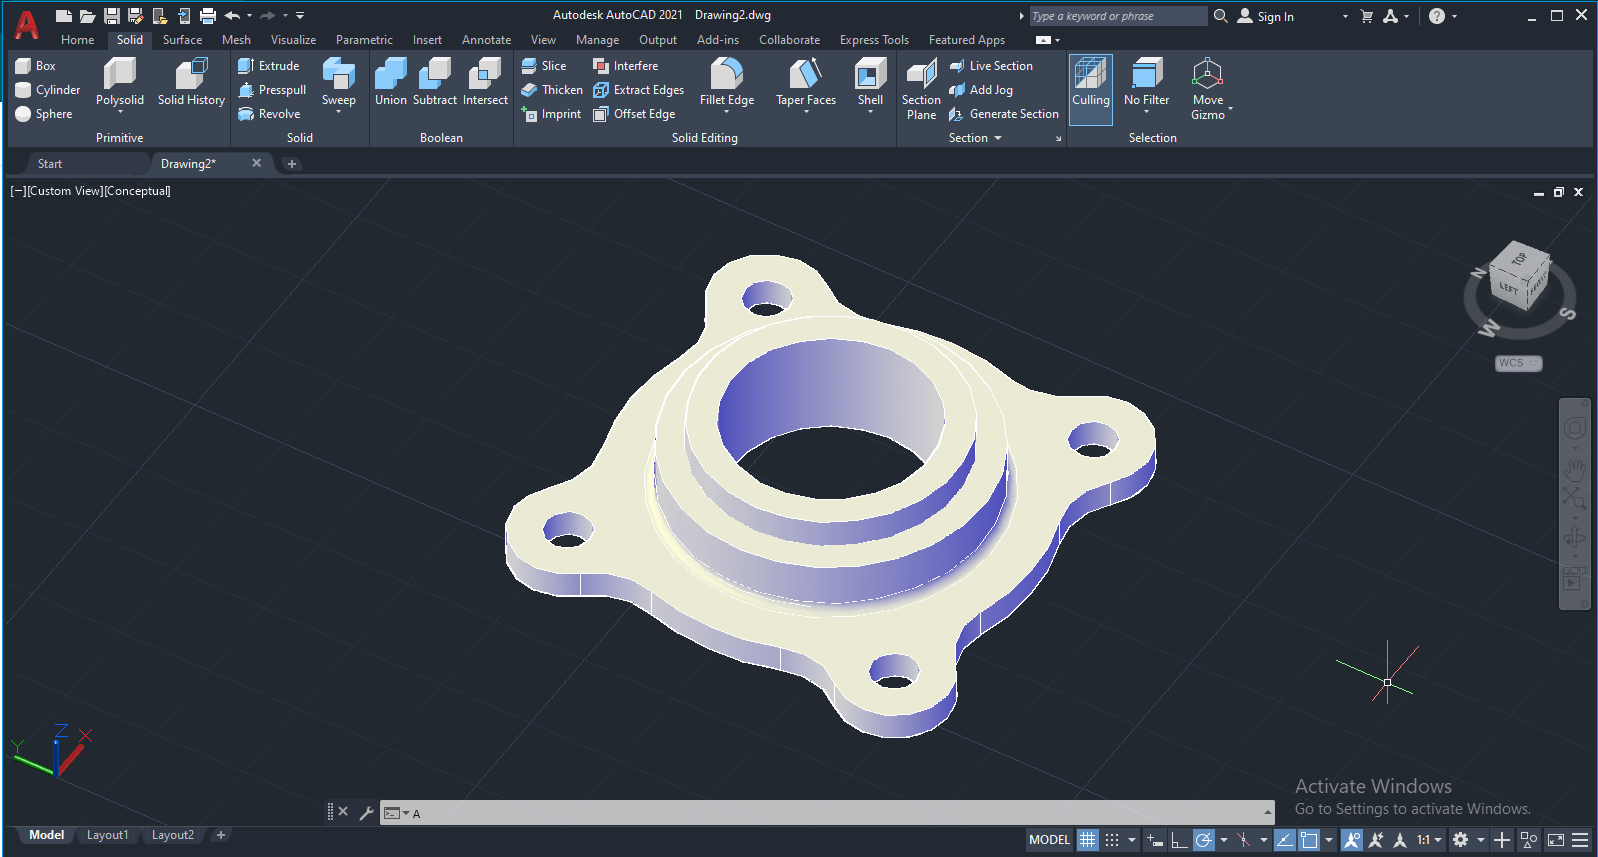 A
Autodesk AutoCAD 2021 Drawing2.dwg
Type a keyword or phrase
Sign In
?
Home Solid Surface Mesh Visualize Parametric Insert Annotate View Manage Output Add-ins Collaborate Express Tools Featured Apps
Box
Cylinder
Sphere
Polysolid
Solid History
Primitive
Extrude
Presspull
Revolve
Sweep
Solid
Union
Subtract
Intersect
Boolean
Slice
Thicken
Imprint
Interfere
Extract Edges
Offset Edge
Fillet Edge
Taper Faces
Shell
Solid Editing
Section
Plane
Live Section
Add Jog
Generate Section
Section
Culling
No Filter
Move
Gizmo
Selection
Start
Drawing2*
[−][Custom View][Conceptual]
TOP
LEFT
FRONT
N
S
W
WCS
Z
X
Y
Activate Windows
Go to Settings to activate Windows.
A
Model Layout1 Layout2 +
MODEL
1:1